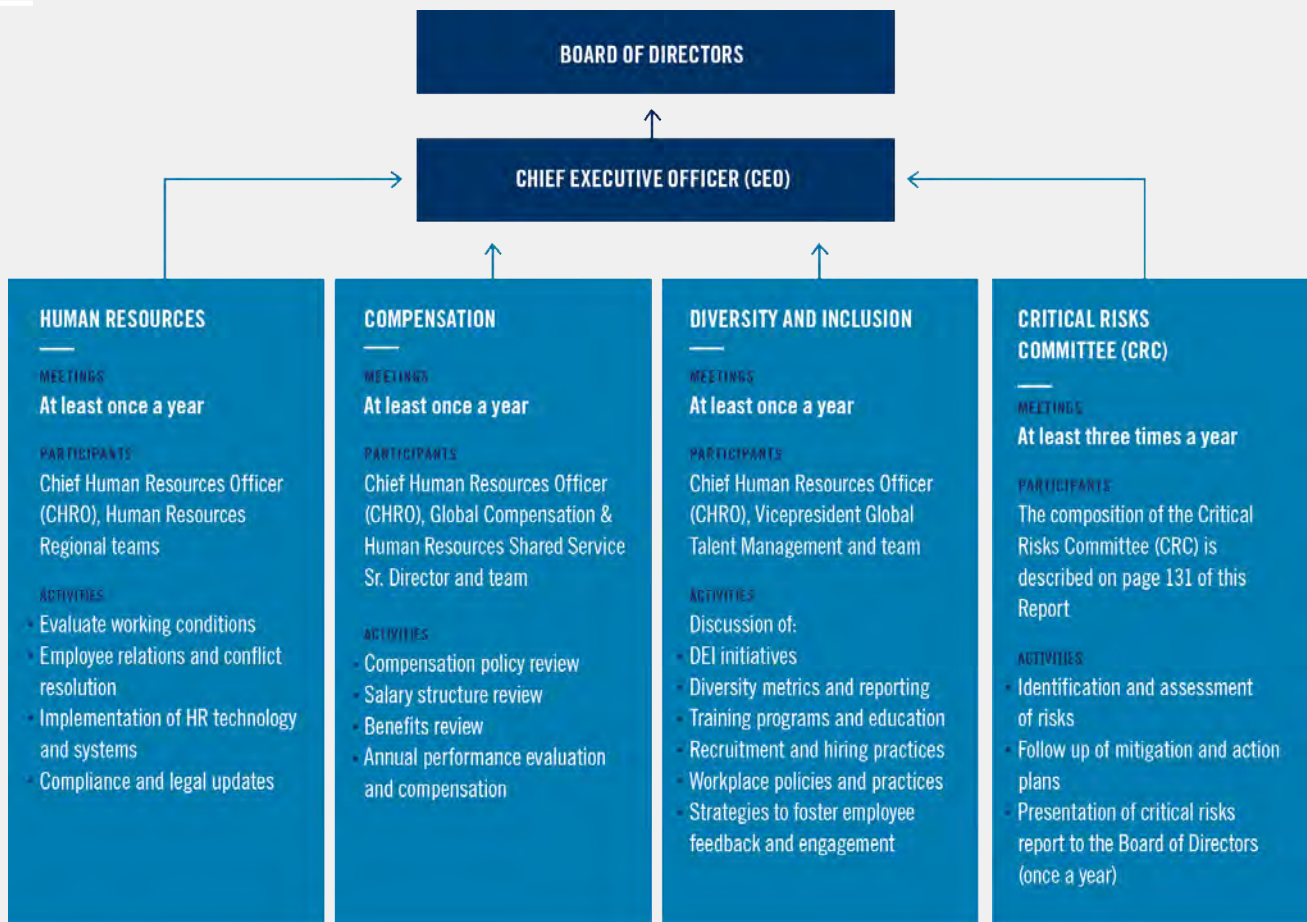 BOARD OF DIRECTORS
CHIEF EXECUTIVE OFFICER (CEO)
HUMAN RESOURCES
MEETINGS
At least once a year
PARTICIPANTS
Chief Human Resources Officer
(CHRO), Human Resources
Regional teams
ACTIVITIES
• Evaluate working conditions
• Employee relations and conflict
resolution
• Implementation of HR technology
and systems
• Compliance and legal updates
COMPENSATION
MEETINGS
At least once a year
PARTICIPANTS
Chief Human Resources Officer
(CHRO), Global Compensation &
Human Resources Shared Service
Sr. Director and team
ACTIVITIES
• Compensation policy review
• Salary structure review
• Benefits review
• Annual performance evaluation
and compensation
DIVERSITY AND INCLUSION
MEETINGS
At least once a year
PARTICIPANTS
Chief Human Resources Officer
(CHRO), Vicepresident Global
Talent Management and team
ACTIVITIES
Discussion of:
• DEI initiatives
• Diversity metrics and reporting
• Training programs and education
• Recruitment and hiring practices
• Workplace policies and practices
• Strategies to foster employee
feedback and engagement
CRITICAL RISKS
COMMITTEE (CRC)
MEETINGS
At least three times a year
PARTICIPANTS
The composition of the Critical
Risks Committee (CRC) is
described on page 131 of this
Report
ACTIVITIES
• Identification and assessment
of risks
• Follow up of mitigation and action
plans
• Presentation of critical risks
report to the Board of Directors
(once a year)